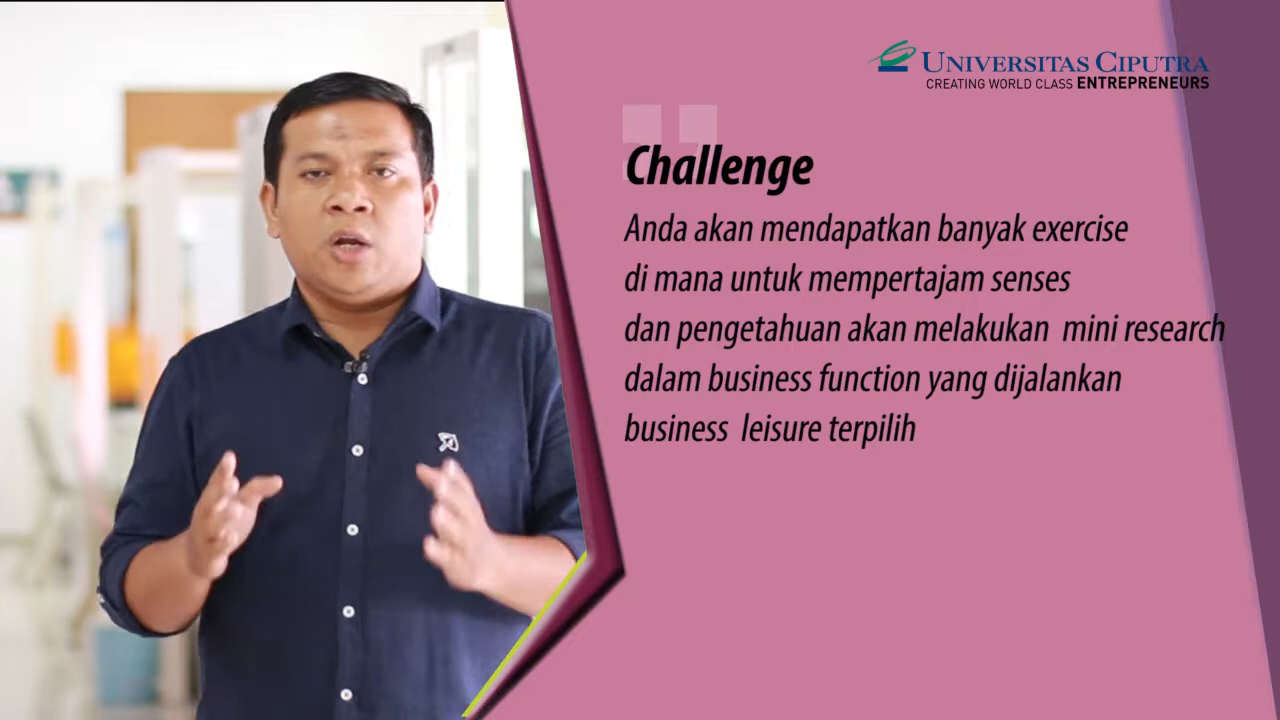 UNIVERSITAS CIPUTRA
CREATING WORLD CLASS ENTREPRENEURS
Challenge
Anda akan mendapatkan banyak exercise
di mana untuk mempertajam senses
dan pengetahuan akan melakukan mini research
dalam business function yang dijalankan
business leisure terpilih